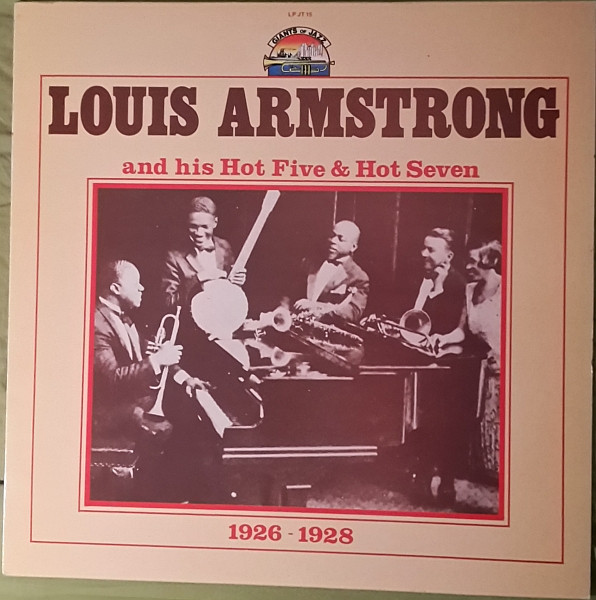 LP JT 15
GIANTS OF JAZZ
LOUIS ARMSTRONG
and his Hot Five & Hot Seven
1926 - 1928